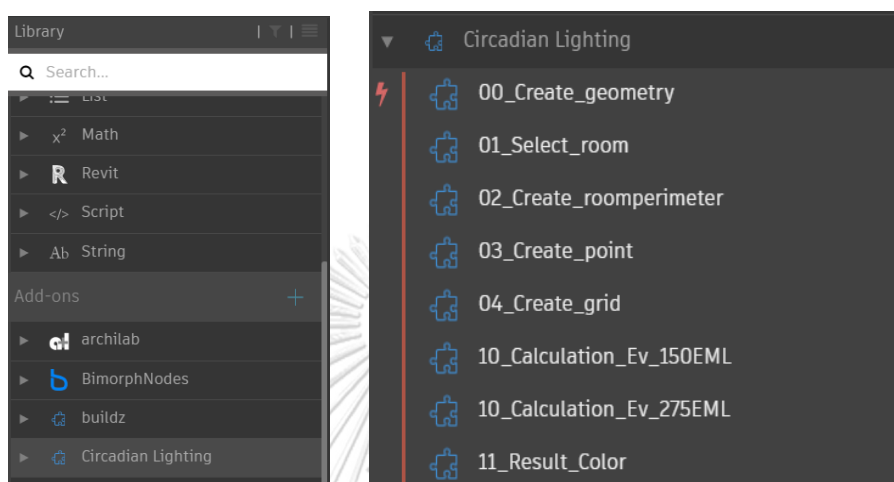 Library
Search...
List
Math
Revit
Script
String
Add-ons
archilab
BimorphNodes
buildz
Circadian Lighting
Circadian Lighting
00_Create_geometry
01_Select_room
02_Create_roomperimeter
03_Create_point
04_Create_grid
10_Calculation_Ev_150EML
10_Calculation_Ev_275EML
11_Result_Color